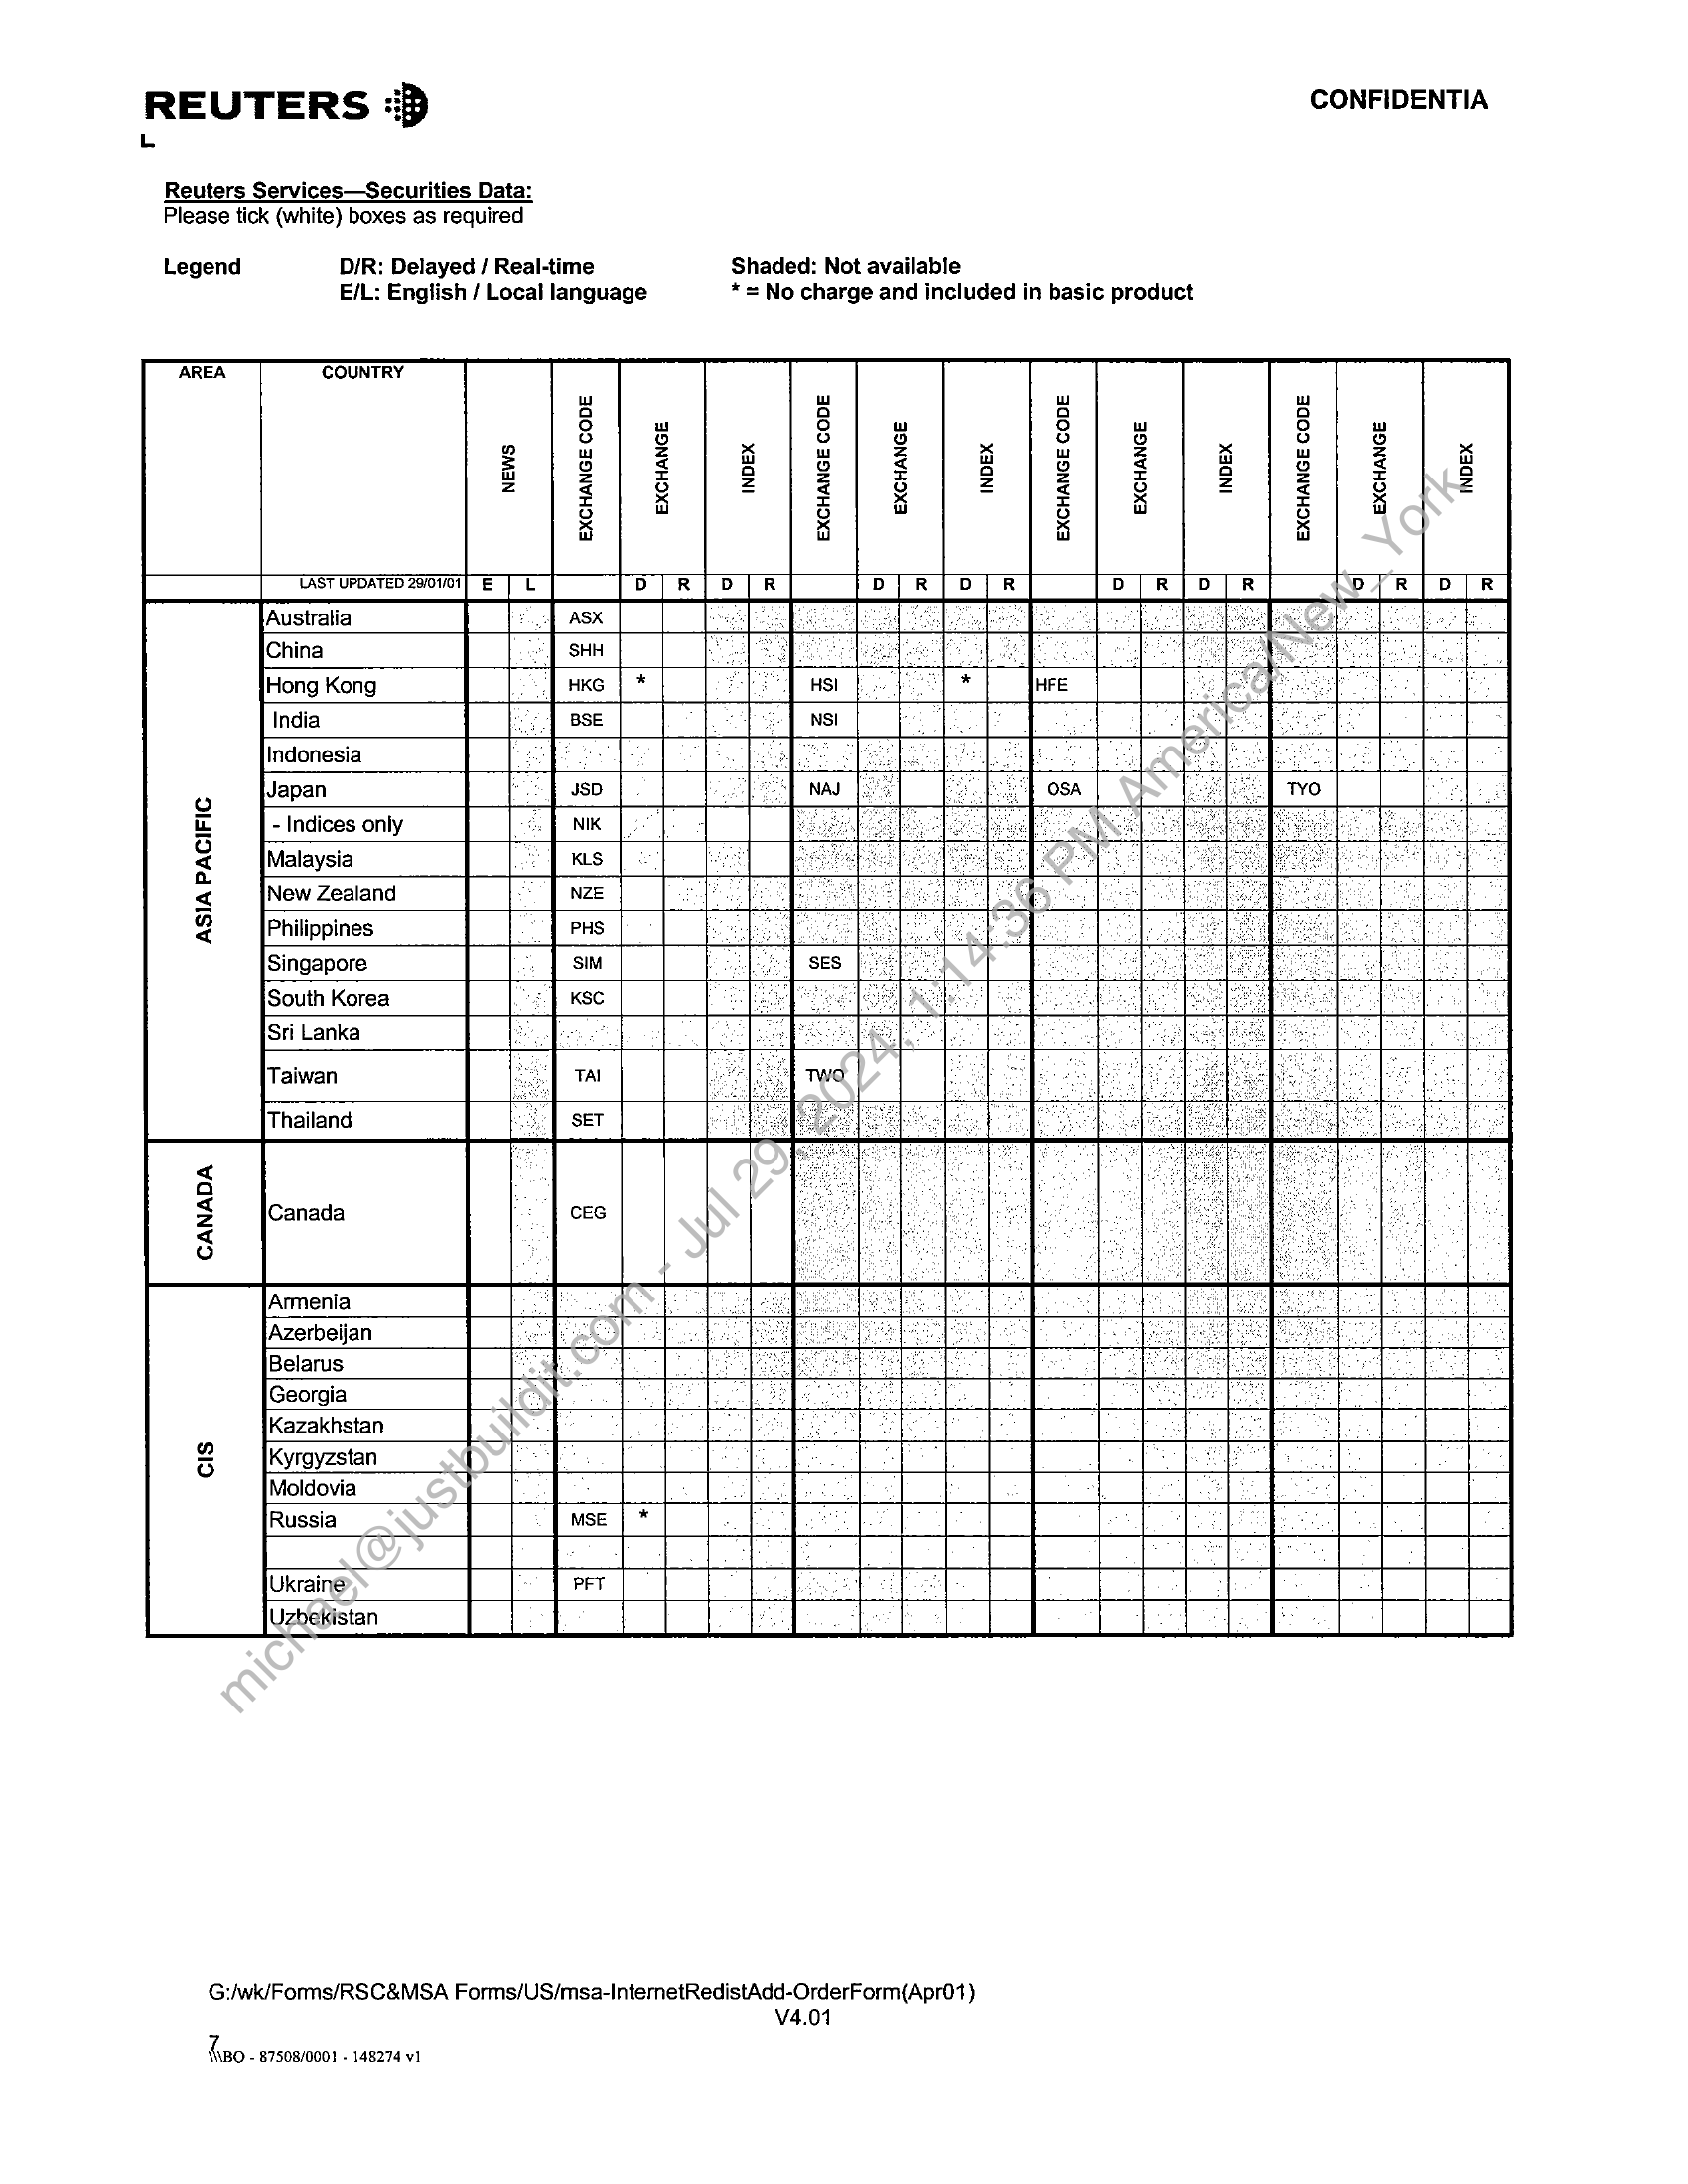 REUTERS
CONFIDENTIA
L
Reuters Services—Securities Data:
Please tick (white) boxes as required
Legend D/R: Delayed / Real-time Shaded: Not available
E/L: English / Local language * = No charge and included in basic product
AREA COUNTRY NEWS EXCHANGE CODE EXCHANGE INDEX EXCHANGE CODE EXCHANGE INDEX EXCHANGE CODE EXCHANGE INDEX EXCHANGE CODE EXCHANGE INDEX
LAST UPDATED 29/01/01 E L D R D R D R D R D R D R D R D R
ASIA PACIFIC
Australia ASX
China SHH
Hong Kong HKG * HSI * HFE
India BSE NSI
Indonesia
Japan JSD NAJ OSA TYO
- Indices only NIK
Malaysia KLS
New Zealand NZE
Philippines PHS
Singapore SIM SES
South Korea KSC
Sri Lanka
Taiwan TAI TWO
Thailand SET
CANADA
Canada CEG
CIS
Armenia
Azerbeijan
Belarus
Georgia
Kazakhstan
Kyrgyzstan
Moldovia
Russia MSE *
Ukraine PFT
Uzbekistan
michael@justbuildit.com - Jul 29, 2024, 1:14:36 PM America/New_York
G:/wk/Forms/RSC&MSA Forms/US/msa-InternetRedistAdd-OrderForm(Apr01)
V4.01
7
\\\BO - 87508/0001 - 148274 v1